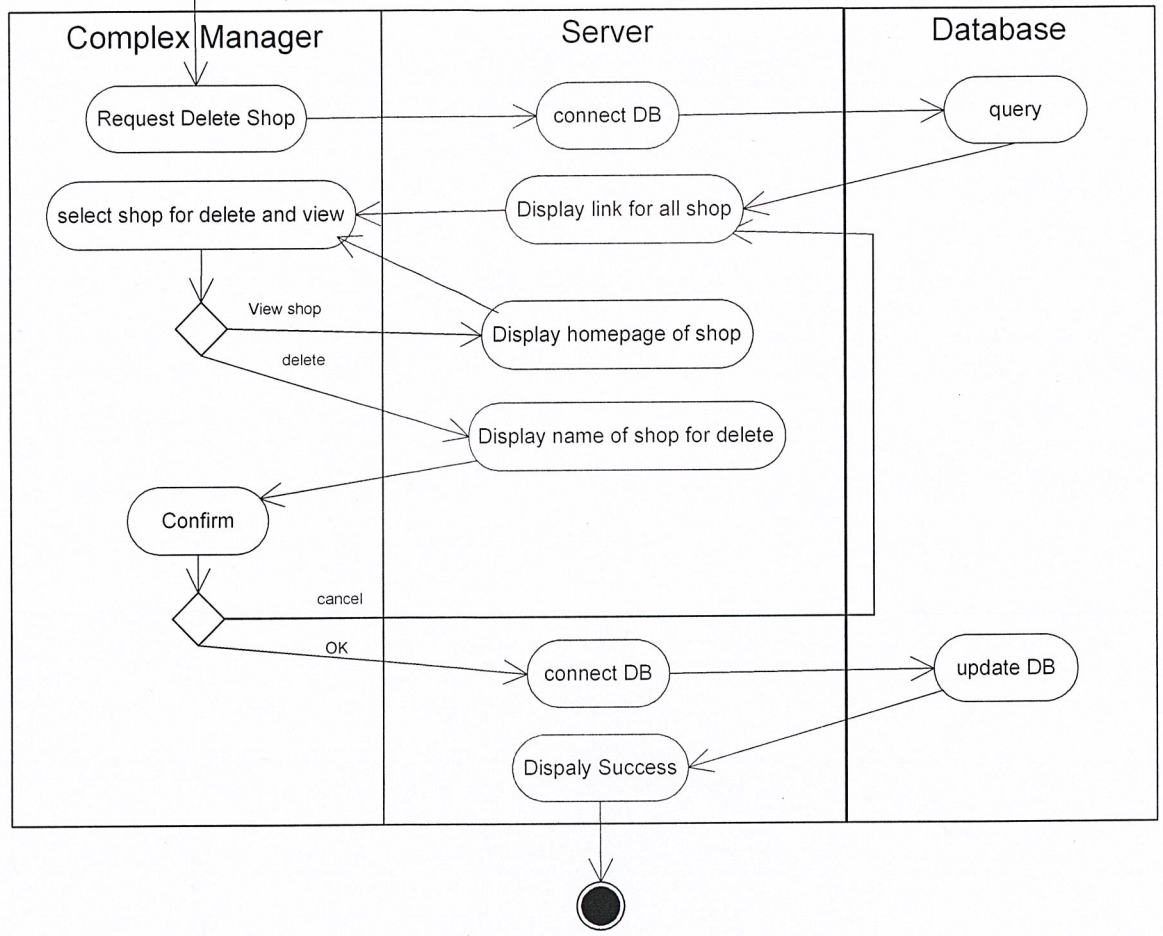 Complex Manager
Server
Database
Request Delete Shop
connect DB
query
select shop for delete and view
Display link for all shop
View shop
Display homepage of shop
delete
Display name of shop for delete
Confirm
cancel
OK
connect DB
update DB
Dispaly Success